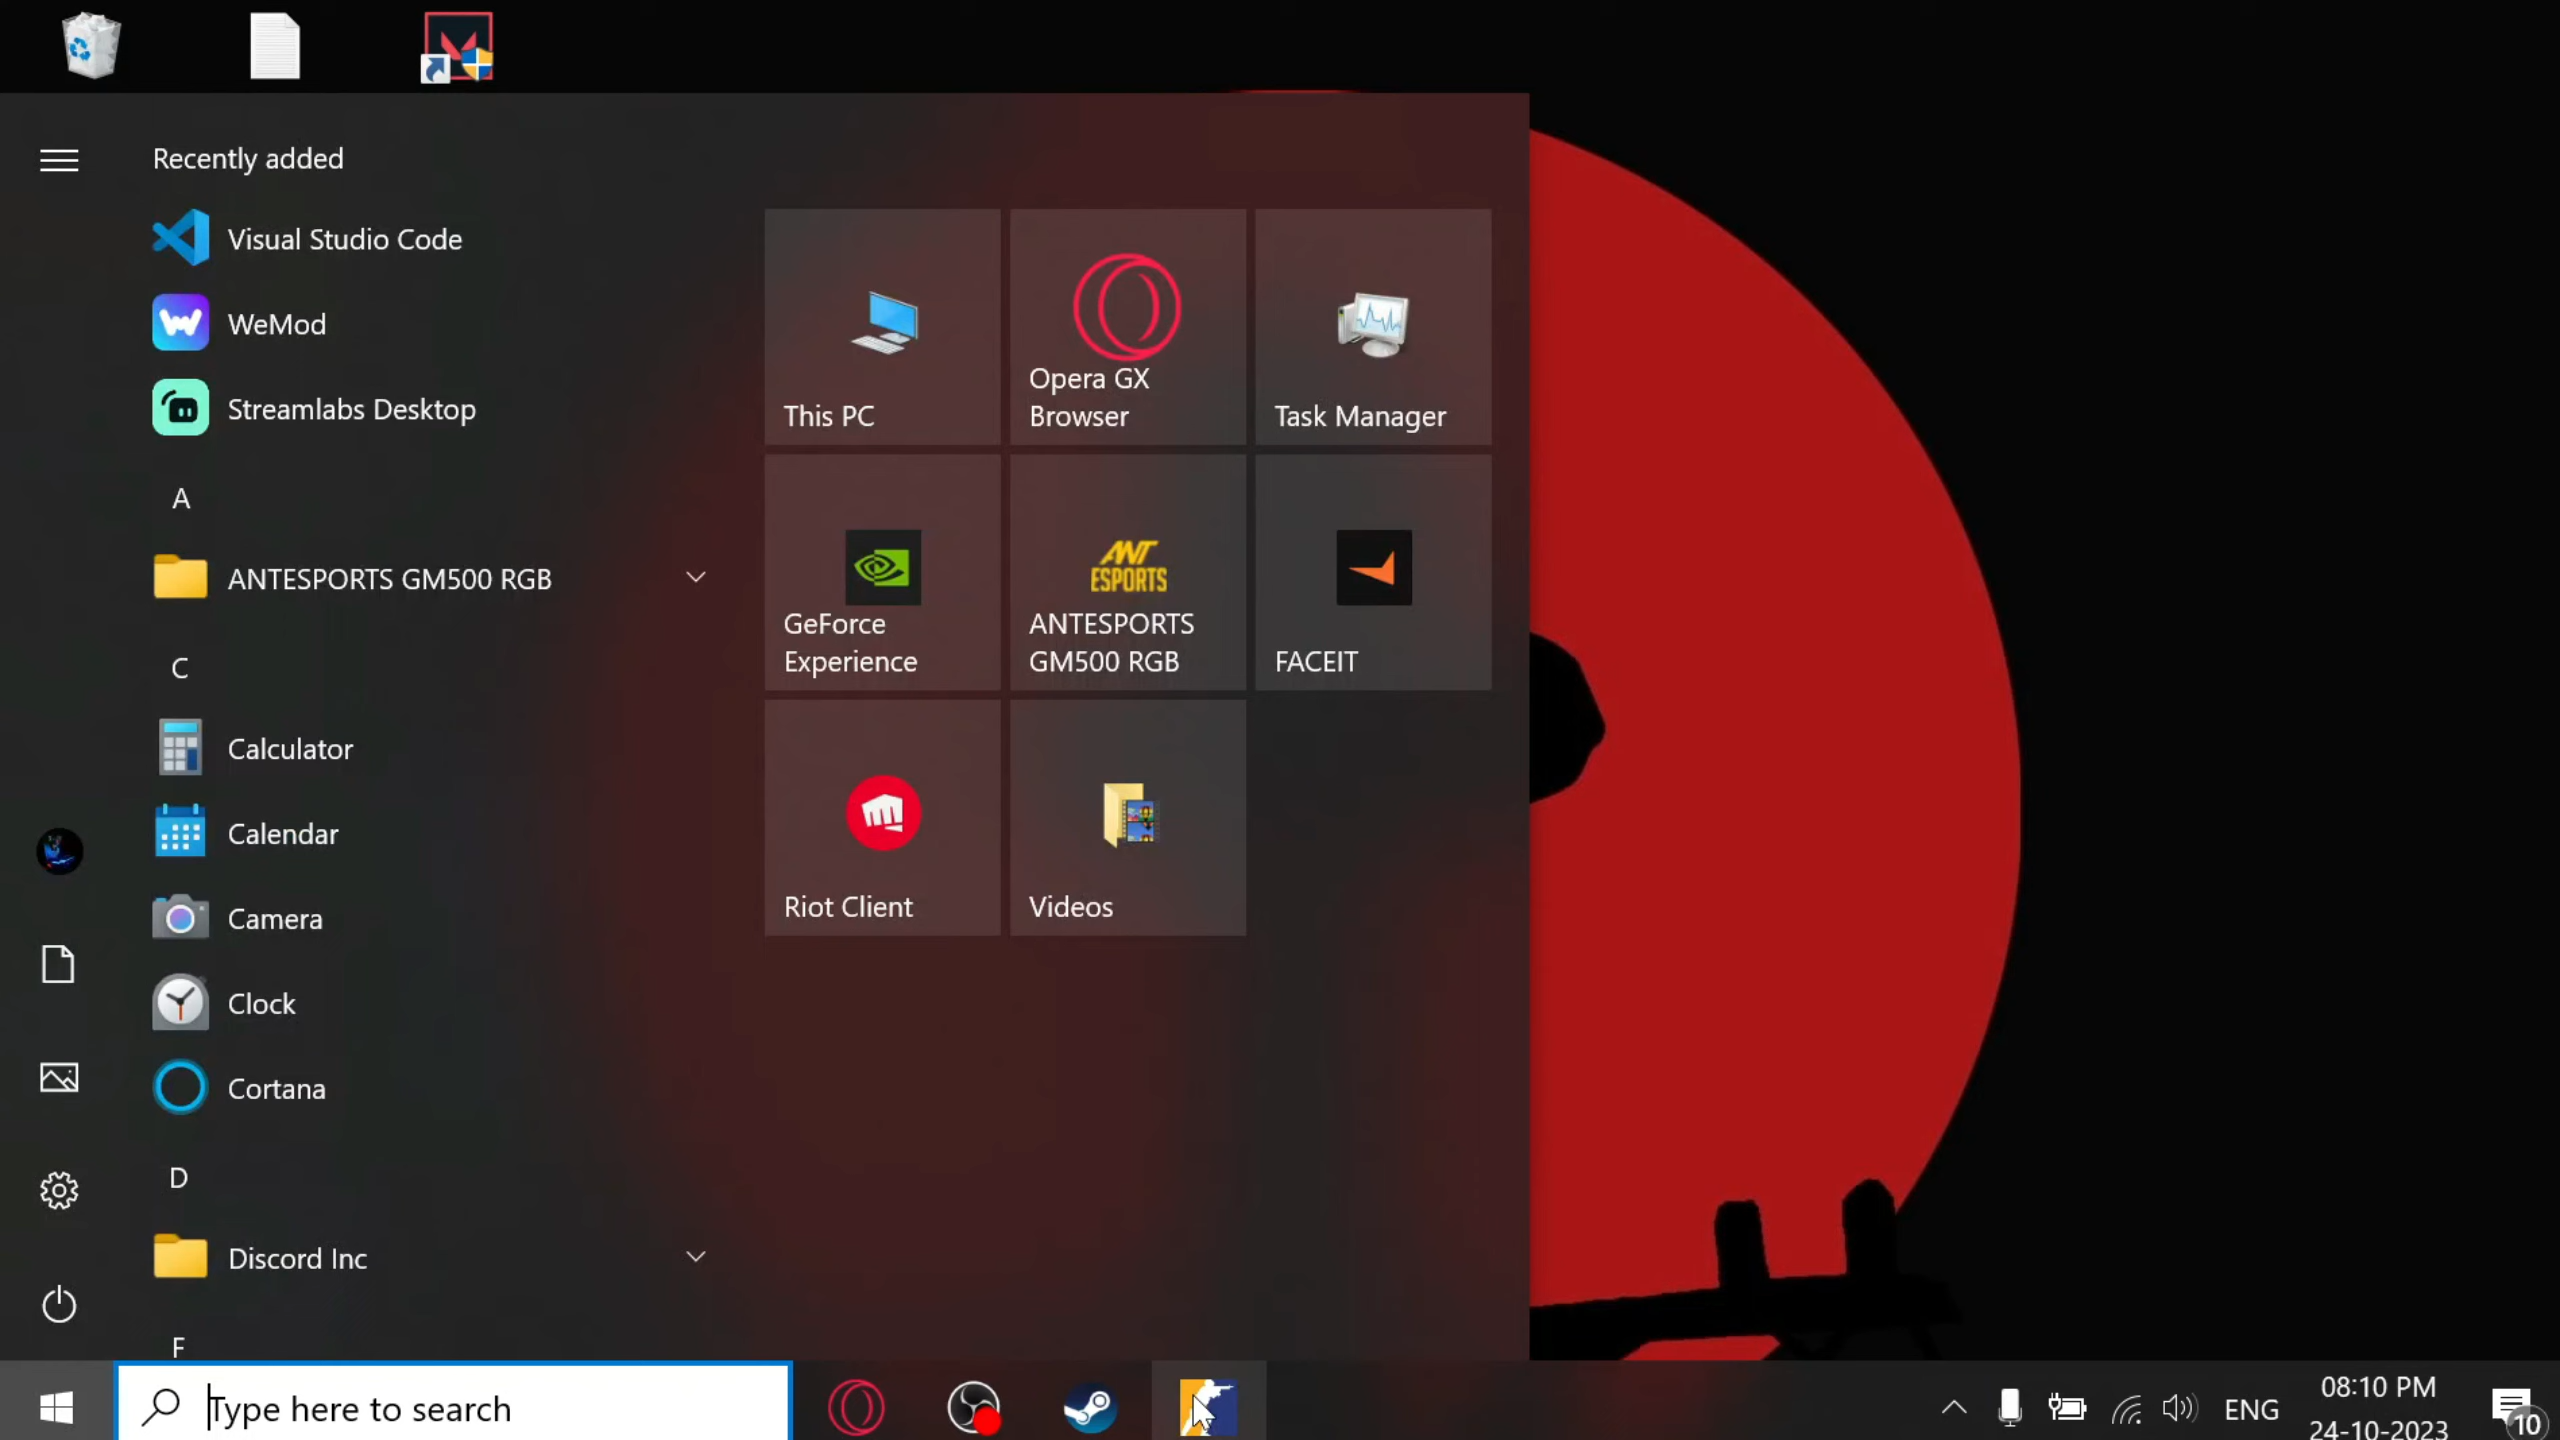 Recently added
Visual Studio Code
WeMod
Streamlabs Desktop
A
ANTESPORTS GM500 RGB
C
Calculator
Calendar
Camera
Clock
Cortana
D
Discord Inc
F
This PC
Opera GX
Browser
Task Manager
GeForce
Experience
ANT
ESPORTS
ANTESPORTS
GM500 RGB
FACEIT
Riot Client
Videos
Type here to search
ENG
08:10 PM
24-10-2023
10